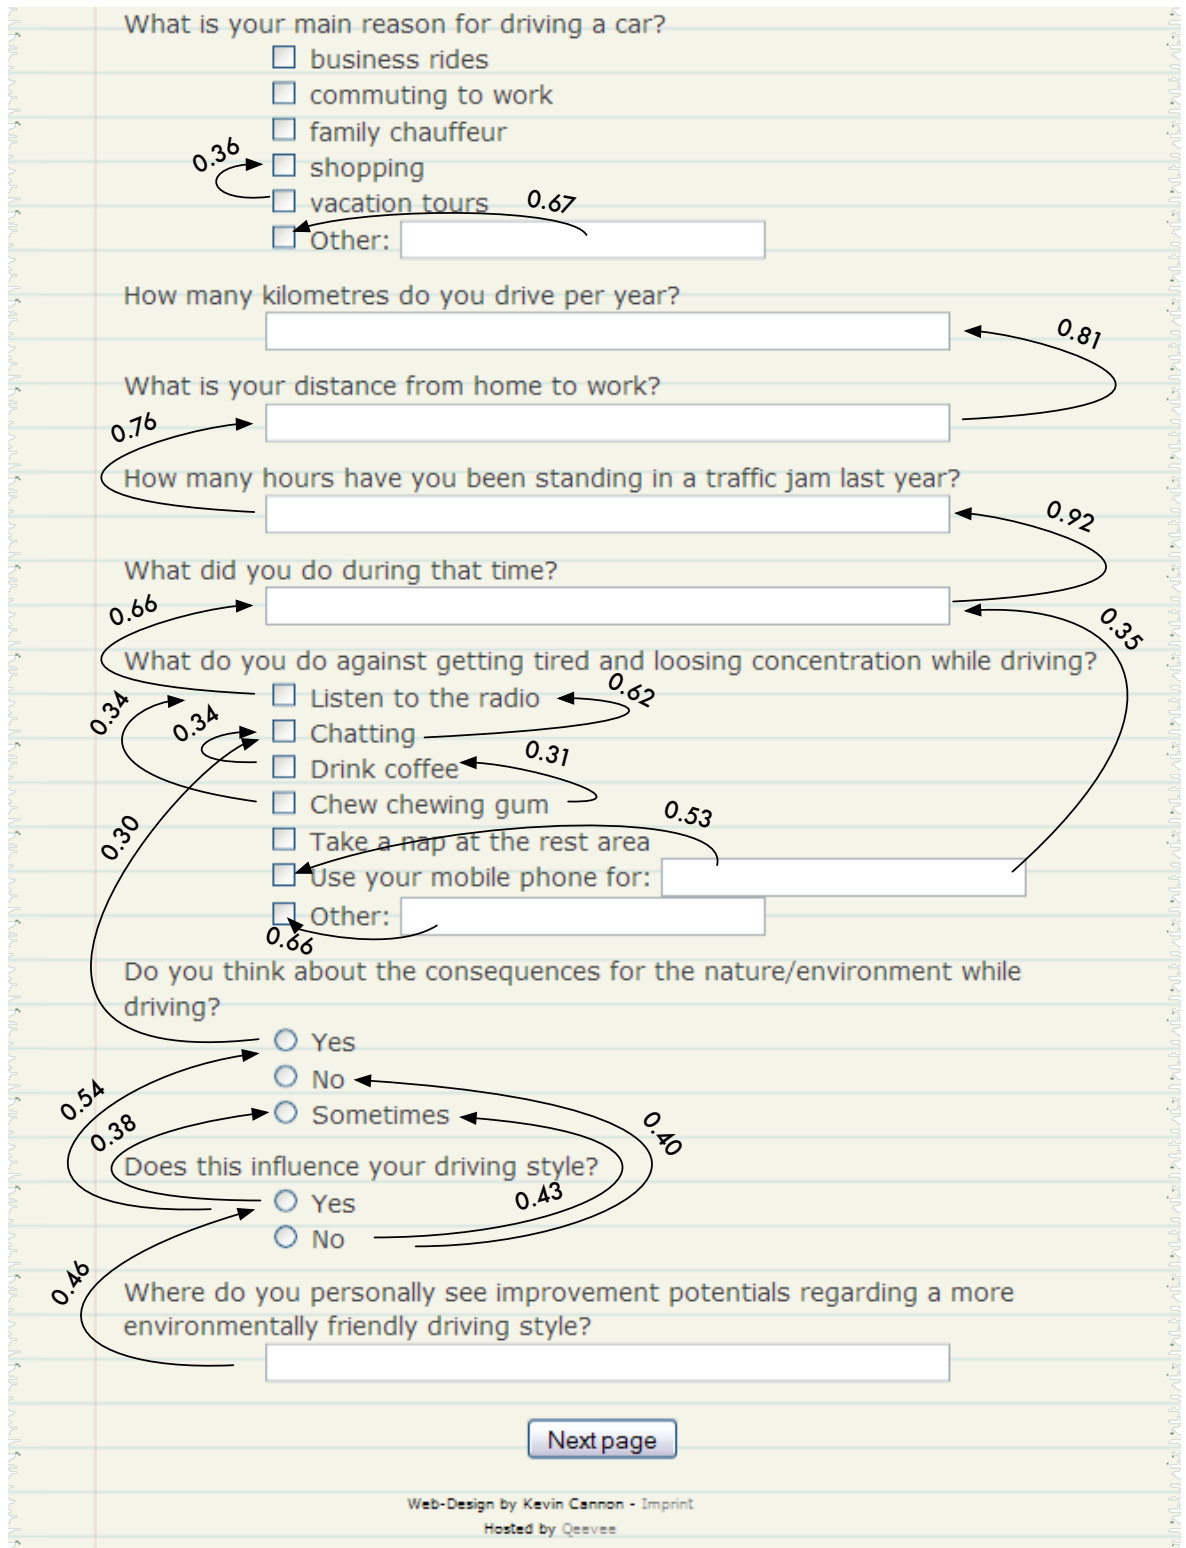 What is your main reason for driving a car?
business rides
commuting to work
family chauffeur
0.36
shopping
vacation tours
0.67
Other:
How many kilometres do you drive per year?
0.81
What is your distance from home to work?
0.76
How many hours have you been standing in a traffic jam last year?
0.92
What did you do during that time?
0.66
0.35
What do you do against getting tired and loosing concentration while driving?
Listen to the radio
0.62
0.34
0.34
Chatting
0.31
Drink coffee
Chew chewing gum
0.53
0.30
Take a nap at the rest area
Use your mobile phone for:
Other:
0.66
Do you think about the consequences for the nature/environment while
driving?
Yes
No
0.54
Sometimes
0.38
0.40
Does this influence your driving style?
0.43
Yes
No
0.46
Where do you personally see improvement potentials regarding a more
environmentally friendly driving style?
Next page
Web-Design by Kevin Cannon - Imprint
Hosted by Qeevee